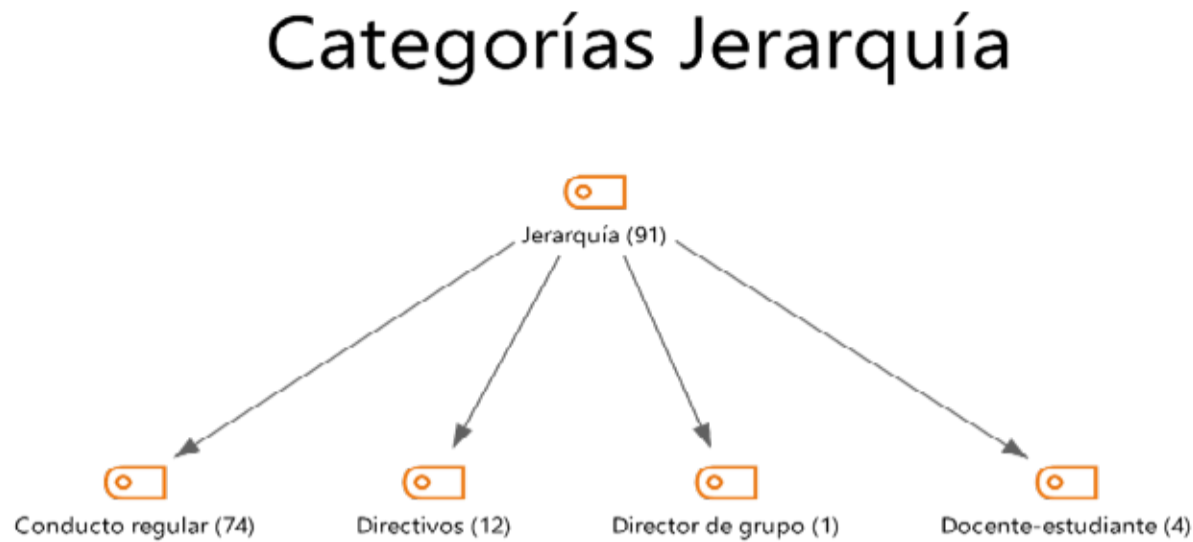 Categorías Jerarquía
Jerarquía (91)
Conducto regular (74)
Directivos (12)
Director de grupo (1)
Docente-estudiante (4)